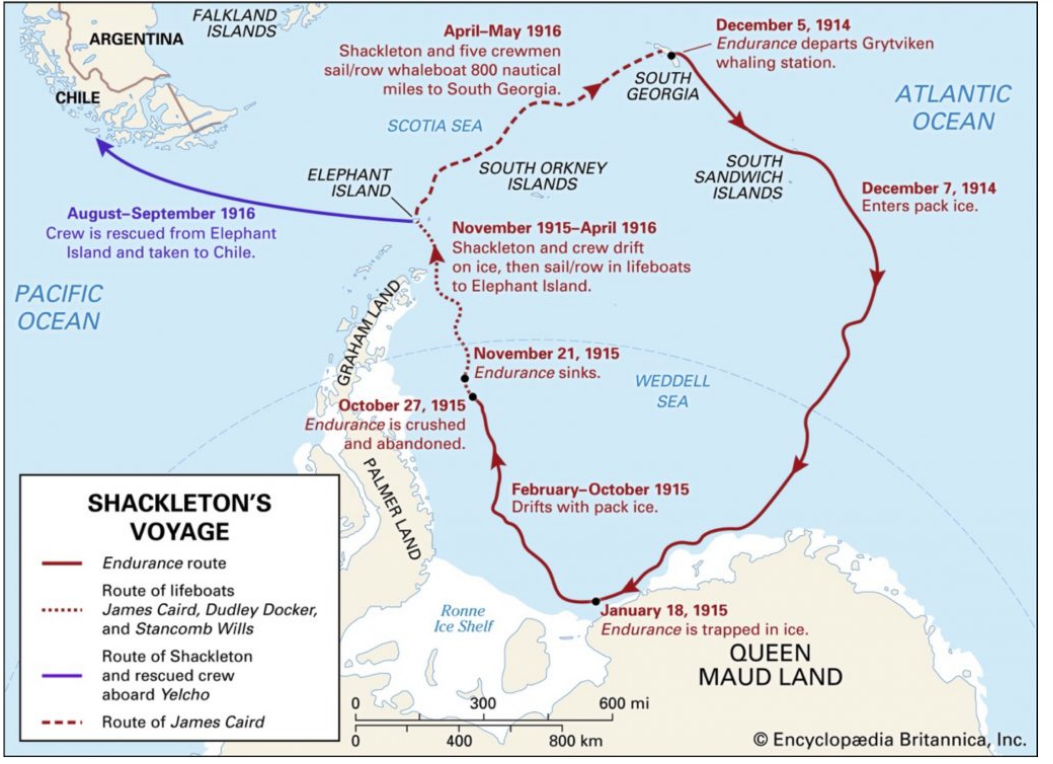 FALKLAND
ISLANDS
ARGENTINA
CHILE
April–May 1916
Shackleton and five crewmen
sail/row whaleboat 800 nautical
miles to South Georgia.
December 5, 1914
Endurance departs Grytviken
whaling station.
SOUTH
GEORGIA
ATLANTIC
OCEAN
SCOTIA SEA
ELEPHANT
ISLAND
SOUTH ORKNEY
ISLANDS
SOUTH
SANDWICH
ISLANDS
December 7, 1914
Enters pack ice.
August–September 1916
Crew is rescued from Elephant
Island and taken to Chile.
November 1915–April 1916
Shackleton and crew drift
on ice, then sail/row in lifeboats
to Elephant Island.
PACIFIC
OCEAN
GRAHAM LAND
November 21, 1915
Endurance sinks.
WEDDELL
SEA
October 27, 1915
Endurance is crushed
and abandoned.
PALMER LAND
February–October 1915
Drifts with pack ice.
Ronne
Ice Shelf
January 18, 1915
Endurance is trapped in ice.
QUEEN
MAUD LAND
SHACKLETON'S
VOYAGE
Endurance route
Route of lifeboats
James Caird, Dudley Docker,
and Stancomb Wills
Route of Shackleton
and rescued crew
aboard Yelcho
Route of James Caird
0 300 600 mi
0 400 800 km
© Encyclopædia Britannica, Inc.